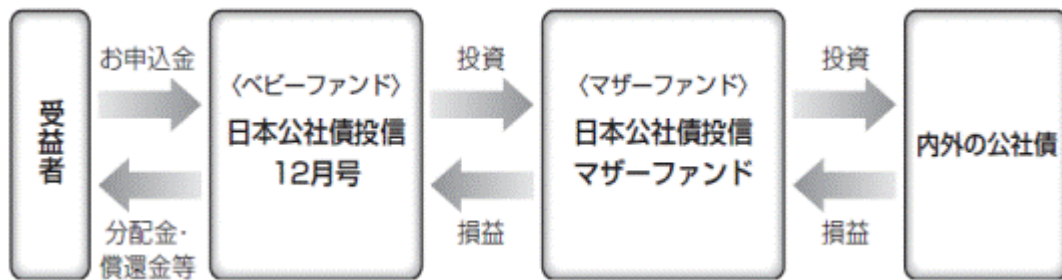 受益者
お申込金
分配金・
償還金等
〈ベビーファンド〉
日本公社債投信
12月号
投資
損益
〈マザーファンド〉
日本公社債投信
マザーファンド
投資
損益
内外の公社債